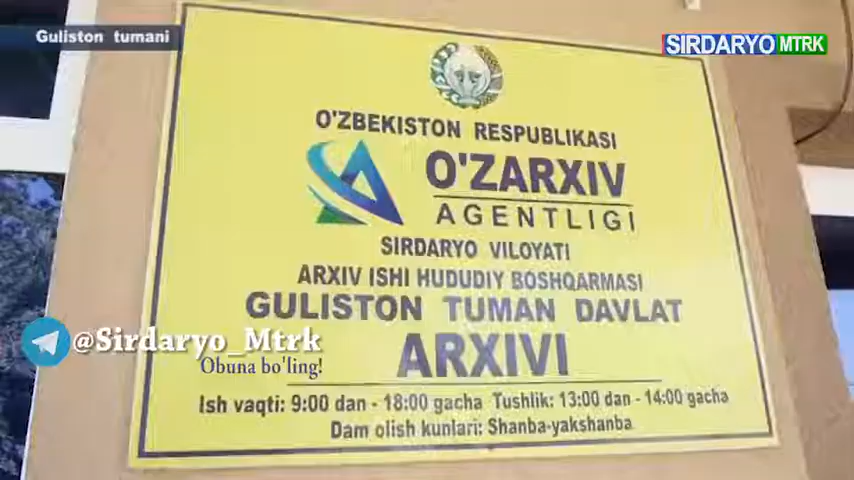 Guliston tumani
SIRDARYO MTRK
O'ZBEKISTON RESPUBLIKASI
O'ZARXIV
AGENTLIGI
SIRDARYO VILOYATI
ARXIV ISHI HUDUDIY BOSHQARMASI
GULISTON TUMAN DAVLAT
ARXIVI
@Sirdaryo_MtrK
Obuna bo'ling!
Ish vaqti: 9:00 dan - 18:00 gacha Tushlik: 13:00 dan - 14:00 gacha
Dam olish kunlari: Shanba-yakshanba